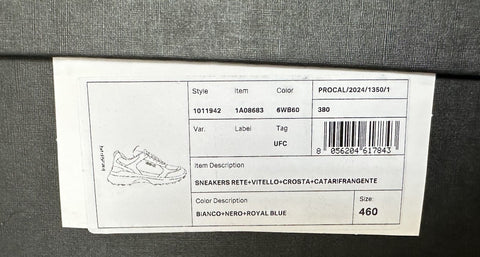 Style Item Color PROCAL/2024/1350/1
1011942 1A08683 6WB60 380
Var. Label Tag
UFC
8 056204 617843
Item Description
SNEAKERS RETE+VITELLO+CROSTA+CATARIFRANGENTE
Color Description Size:
BIANCO+NERO+ROYAL BLUE 460